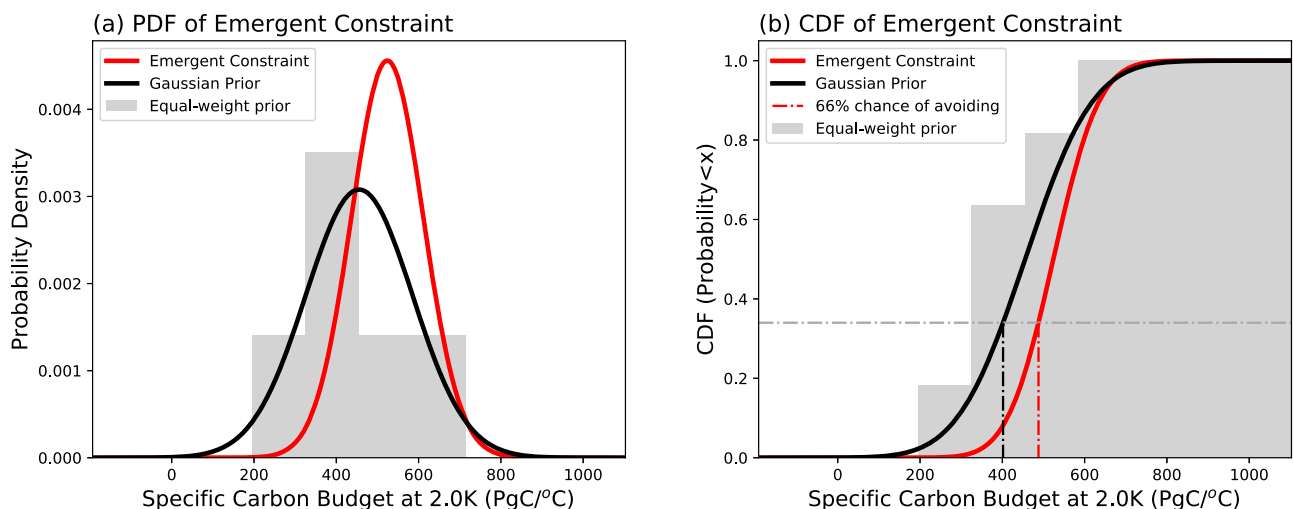 (a) PDF of Emergent Constraint
Emergent Constraint
Gaussian Prior
Equal-weight prior
Probability Density
0.004
0.003
0.002
0.001
0.000
0 200 400 600 800 1000
Specific Carbon Budget at 2.0K (PgC/°C)
(b) CDF of Emergent Constraint
Emergent Constraint
Gaussian Prior
66% chance of avoiding
Equal-weight prior
CDF (Probability<x)
1.0
0.8
0.6
0.4
0.2
0.0
0 200 400 600 800 1000
Specific Carbon Budget at 2.0K (PgC/°C)